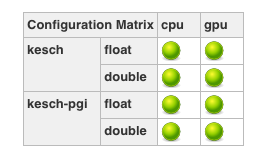 Configuration Matrix cpu gpu
kesch float
double
kesch-pgi float
double